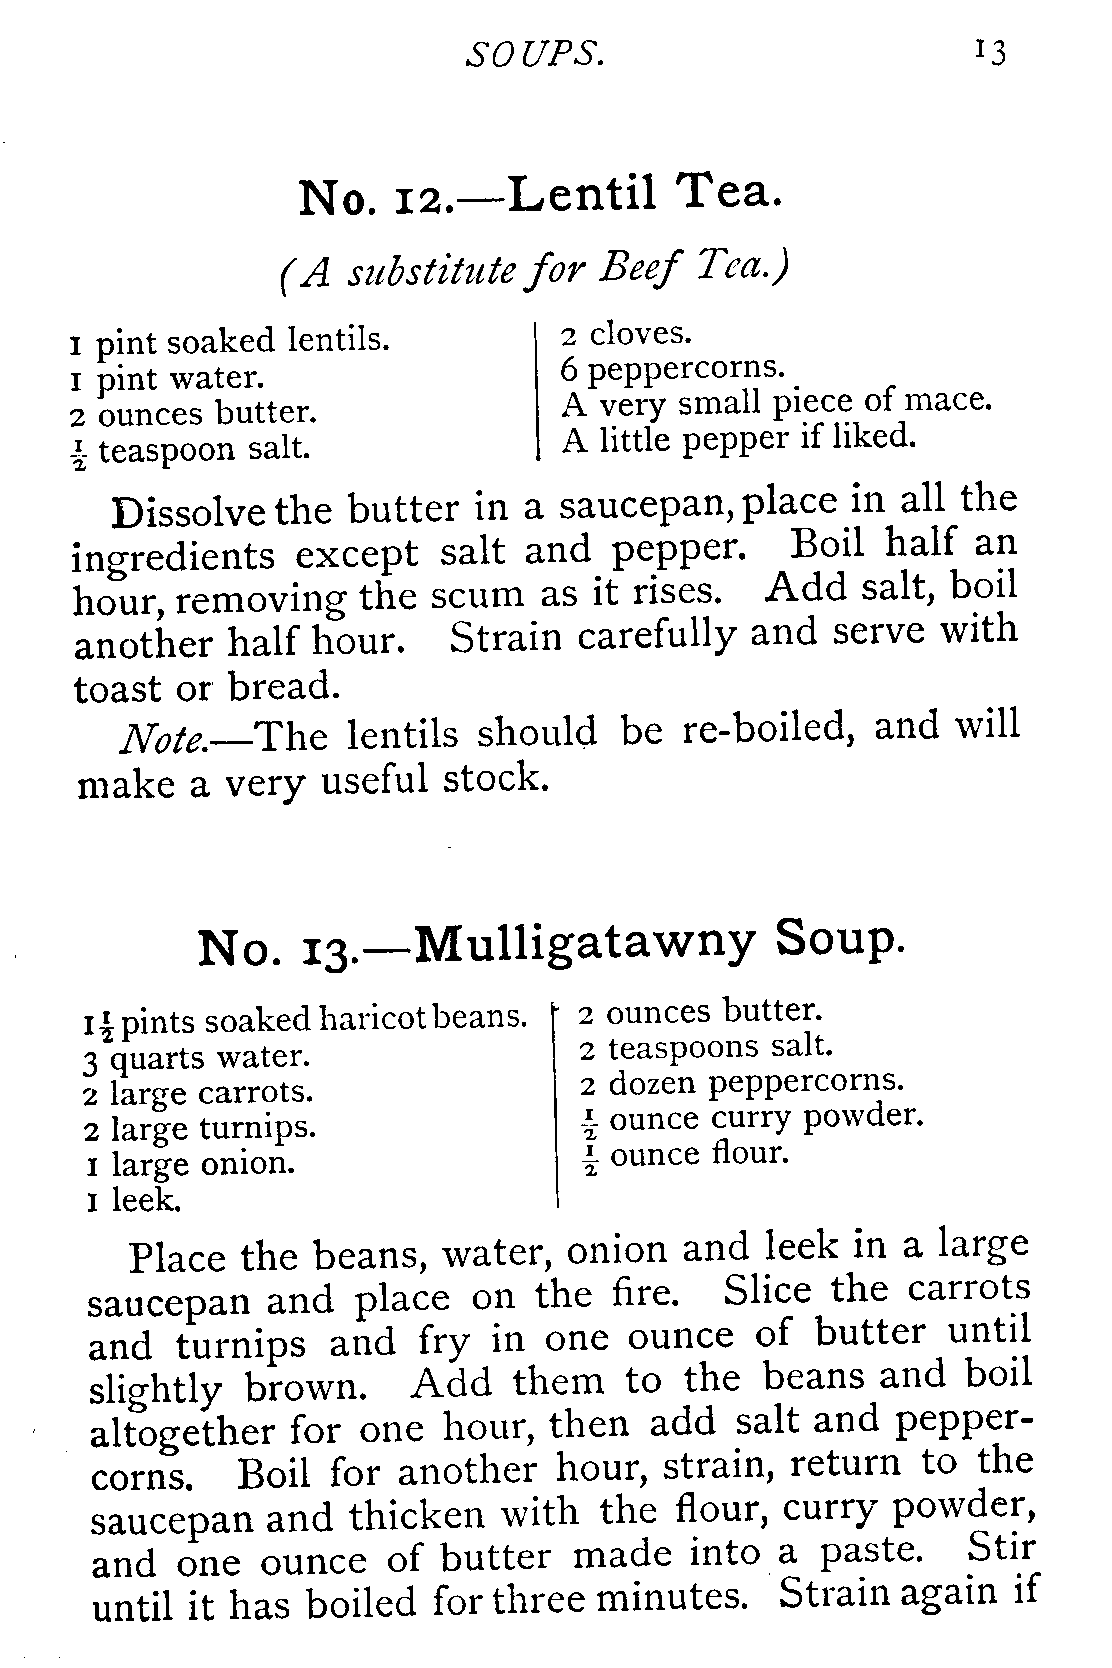 SOUPS. 13
No. 12.—Lentil Tea.
(A substitute for Beef Tea.)
1 pint soaked lentils.
1 pint water.
2 ounces butter.
½ teaspoon salt.
2 cloves.
6 peppercorns.
A very small piece of mace.
A little pepper if liked.
Dissolve the butter in a saucepan, place in all the
ingredients except salt and pepper. Boil half an
hour, removing the scum as it rises. Add salt, boil
another half hour. Strain carefully and serve with
toast or bread.
Note.—The lentils should be re-boiled, and will
make a very useful stock.
No. 13.—Mulligatawny Soup.
1½ pints soaked haricot beans.
3 quarts water.
2 large carrots.
2 large turnips.
1 large onion.
1 leek.
2 ounces butter.
2 teaspoons salt.
2 dozen peppercorns.
½ ounce curry powder.
½ ounce flour.
Place the beans, water, onion and leek in a large
saucepan and place on the fire. Slice the carrots
and turnips and fry in one ounce of butter until
slightly brown. Add them to the beans and boil
altogether for one hour, then add salt and pepper-
corns. Boil for another hour, strain, return to the
saucepan and thicken with the flour, curry powder,
and one ounce of butter made into a paste. Stir
until it has boiled for three minutes. Strain again if